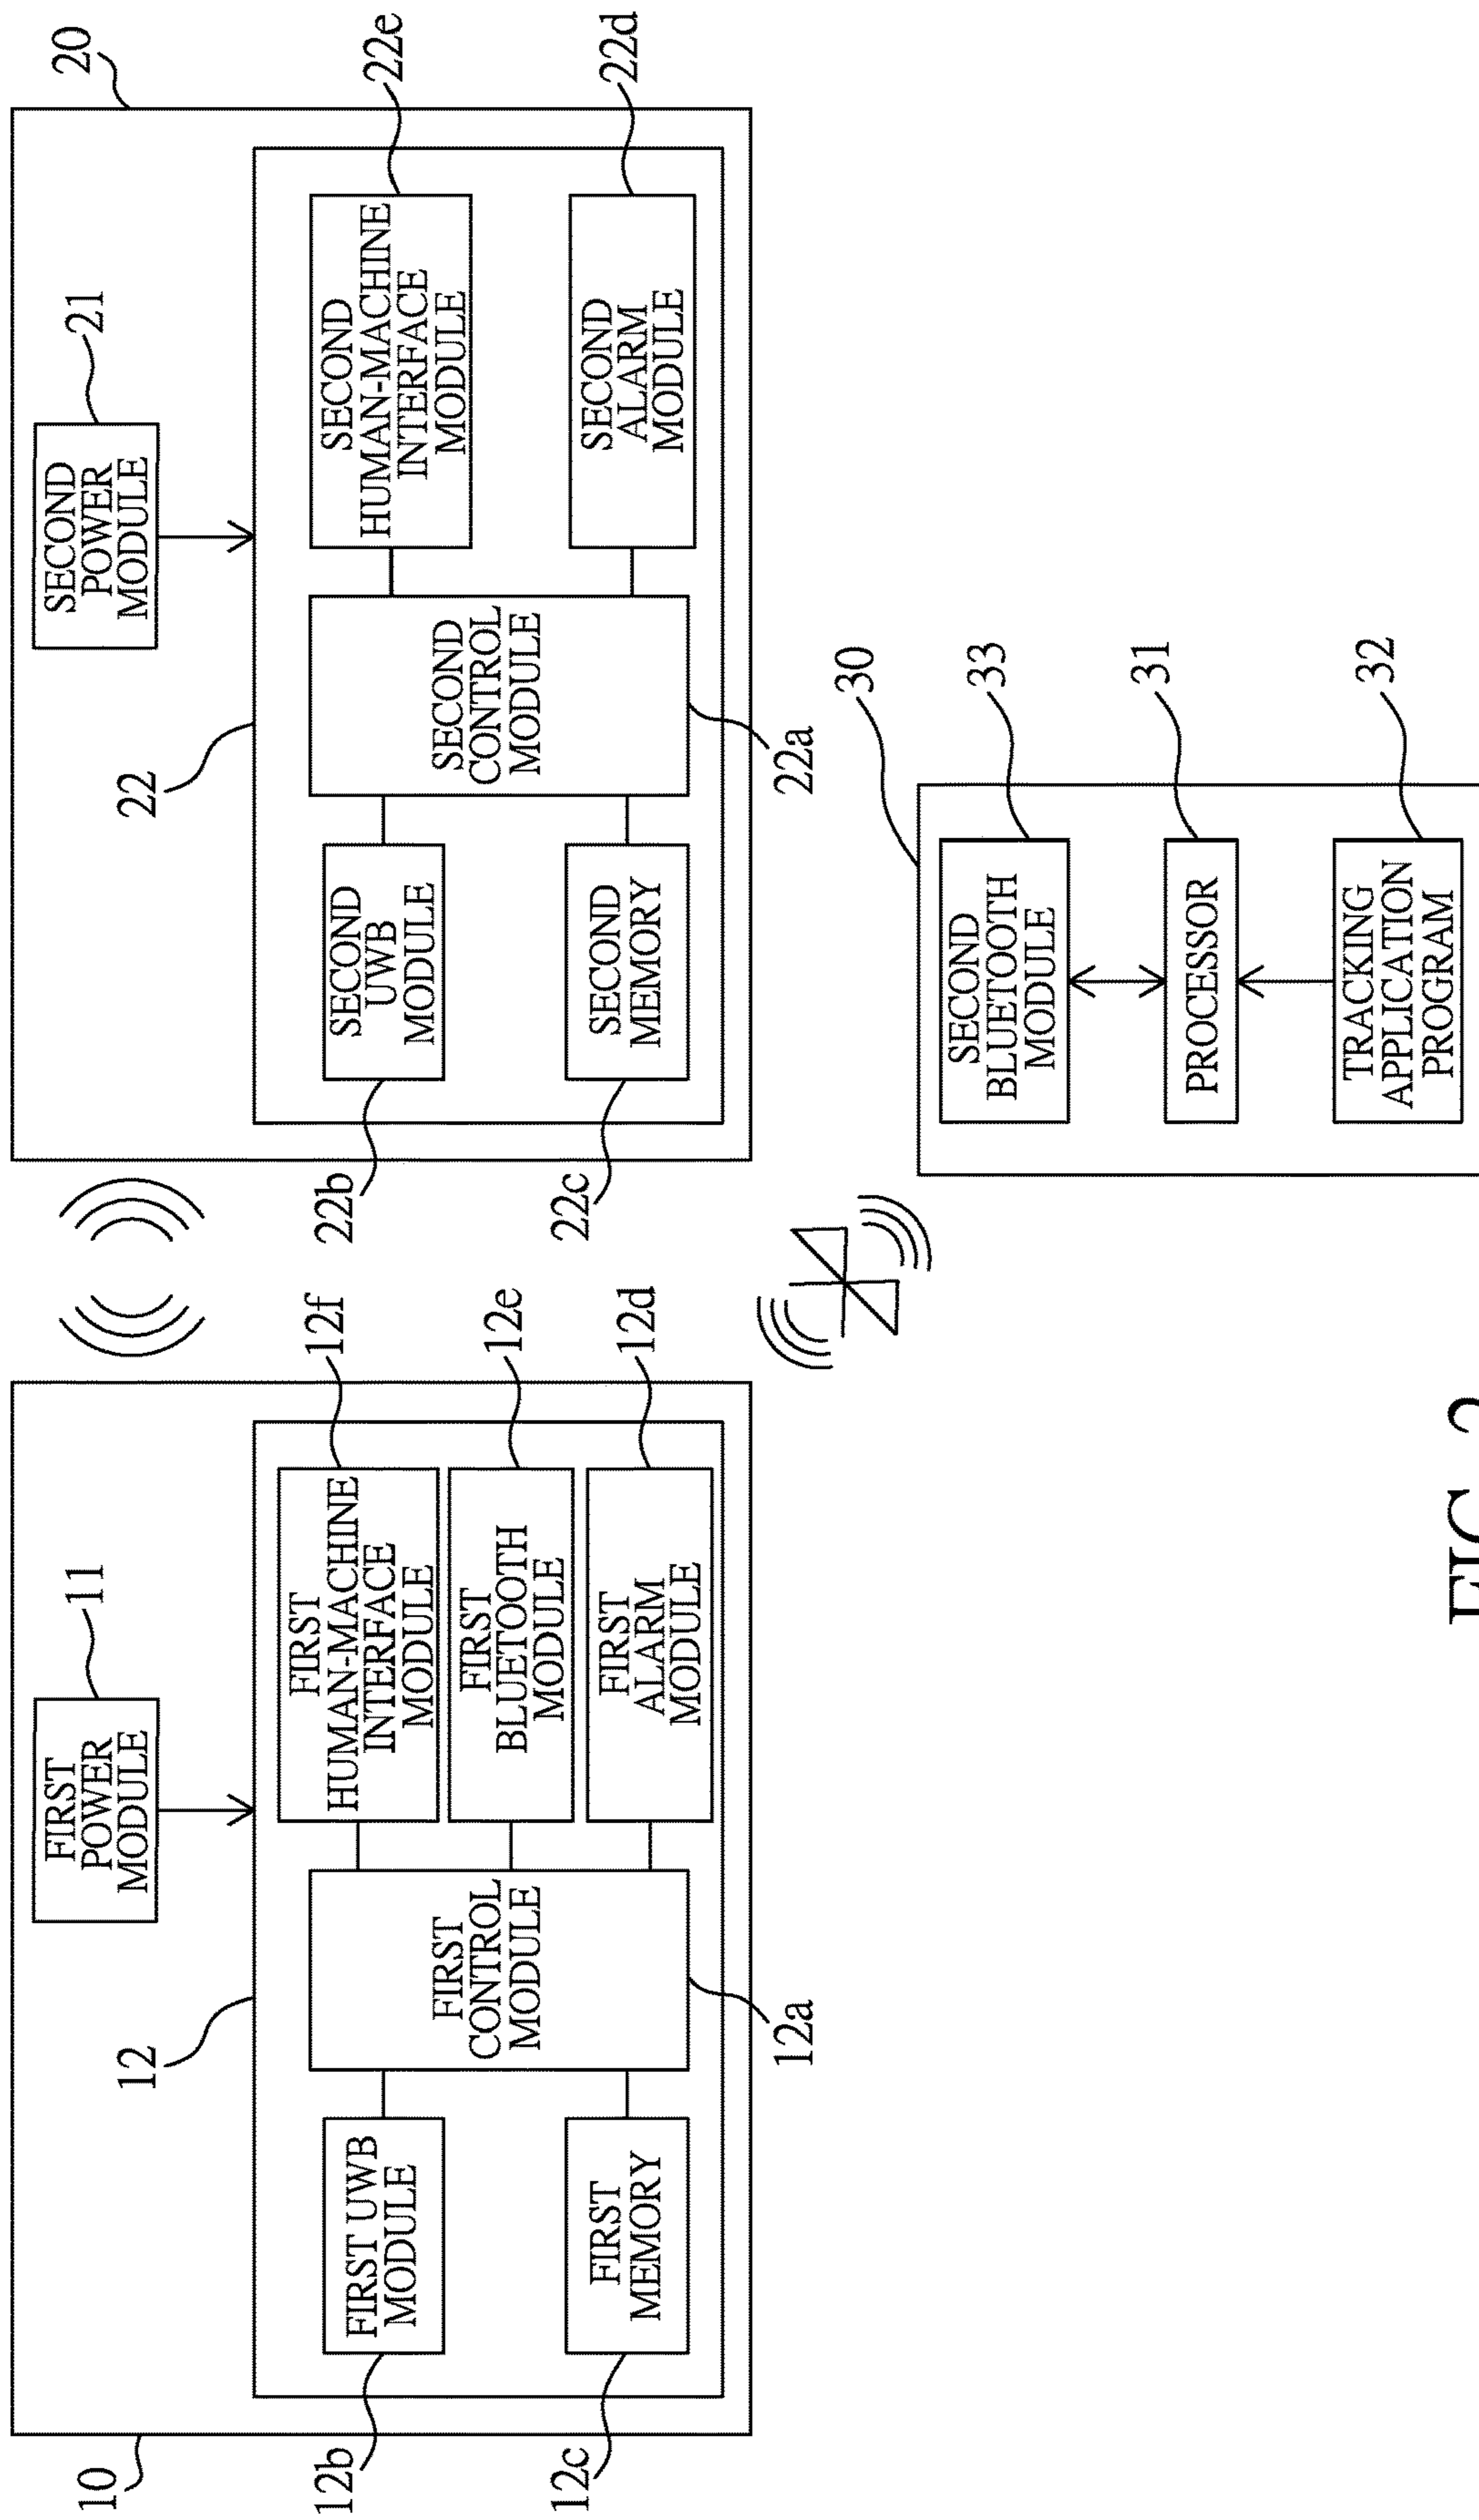 10
11
FIRST
POWER
MODULE
12
12b
FIRST UWB
MODULE
12c
FIRST
MEMORY
FIRST
CONTROL
MODULE
12a
FIRST
HUMAN-MACHINE
INTERFACE
MODULE
12f
FIRST
BLUETOOTH
MODULE
12e
FIRST
ALARM
MODULE
12d
20
21
SECOND
POWER
MODULE
22
22b
SECOND
UWB
MODULE
22c
SECOND
MEMORY
SECOND
CONTROL
MODULE
22a
SECOND
HUMAN-MACHINE
INTERFACE
MODULE
22e
SECOND
ALARM
MODULE
22d
30
SECOND
BLUETOOTH
MODULE
33
PROCESSOR
31
TRACKING
APPLICATION
PROGRAM
32
FIG